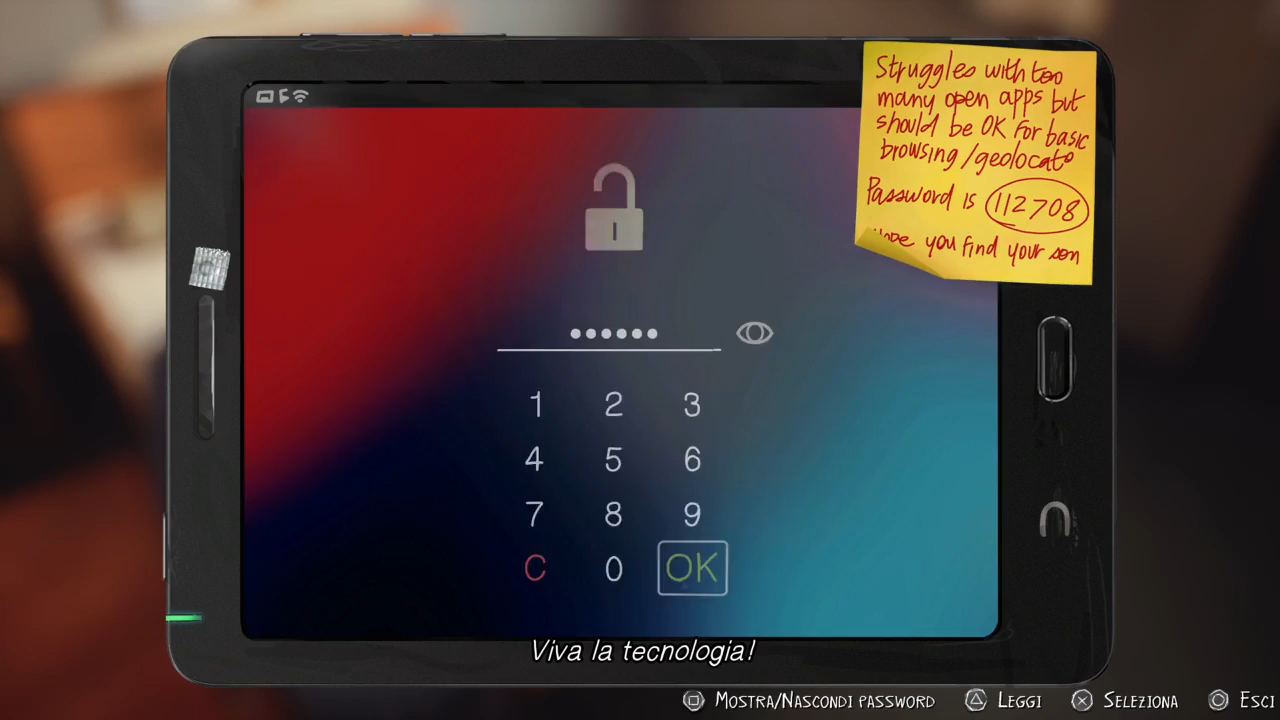 Struggles with too
many open apps but
should be OK for basic
browsing/geolocato
Password is 112708
Hope you find your son
••••••
1 2 3
4 5 6
7 8 9
C 0 OK
Viva la tecnologia!
MOSTRA/NASCONDI PASSWORD LEGGI SELEZIONA ESCI